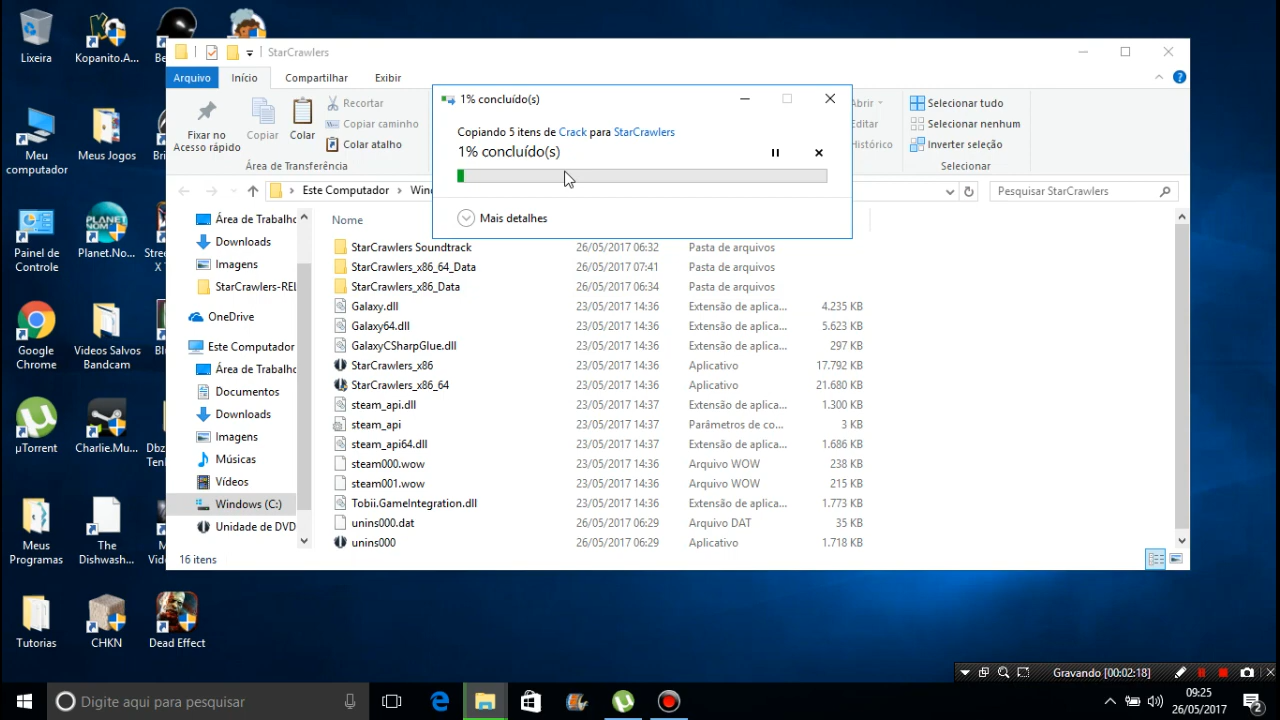 Lixeira
Kopanito.A...
Be
StarCrawlers
Arquivo
Início
Compartilhar
Exibir
Fixar no
Acesso rápido
Copiar
Colar
Recortar
Copiar caminho
Colar atalho
Área de Transferência
Abrir
Editar
Histórico
Selecionar tudo
Selecionar nenhum
Inverter seleção
Selecionar
1% concluído(s)
Copiando 5 itens de Crack para StarCrawlers
1% concluído(s)
Mais detalhes
Este Computador
Pesquisar StarCrawlers
Meu
computador
Meus Jogos
Bri
Painel de
Controle
Planet.No...
Stree
X T
Google
Chrome
Videos Salvos
Bandcam
Blu
µTorrent
Charlie.Mu...
Dbz
Ten
Meus
Programas
The
Dishwash...
M
Vide
Tutorias
CHKN
Dead Effect
Área de Trabalho
Downloads
Imagens
StarCrawlers-REL
OneDrive
Este Computador
Área de Trabalho
Documentos
Downloads
Imagens
Músicas
Vídeos
Windows (C:)
Unidade de DVD
Nome
StarCrawlers Soundtrack 26/05/2017 06:32 Pasta de arquivos
StarCrawlers_x86_64_Data 26/05/2017 07:41 Pasta de arquivos
StarCrawlers_x86_Data 26/05/2017 06:34 Pasta de arquivos
Galaxy.dll 23/05/2017 14:36 Extensão de aplica... 4.235 KB
Galaxy64.dll 23/05/2017 14:36 Extensão de aplica... 5.623 KB
GalaxyCSharpGlue.dll 23/05/2017 14:36 Extensão de aplica... 297 KB
StarCrawlers_x86 23/05/2017 14:36 Aplicativo 17.792 KB
StarCrawlers_x86_64 23/05/2017 14:36 Aplicativo 21.680 KB
steam_api.dll 23/05/2017 14:37 Extensão de aplica... 1.300 KB
steam_api 23/05/2017 14:37 Parâmetros de co... 3 KB
steam_api64.dll 23/05/2017 14:37 Extensão de aplica... 1.686 KB
steam000.wow 23/05/2017 14:36 Arquivo WOW 238 KB
steam001.wow 23/05/2017 14:36 Arquivo WOW 215 KB
Tobii.GameIntegration.dll 23/05/2017 14:36 Extensão de aplica... 1.773 KB
unins000.dat 26/05/2017 06:29 Arquivo DAT 35 KB
unins000 26/05/2017 06:29 Aplicativo 1.718 KB
16 itens
Gravando [00:02:18]
Digite aqui para pesquisar
09:25
26/05/2017
2